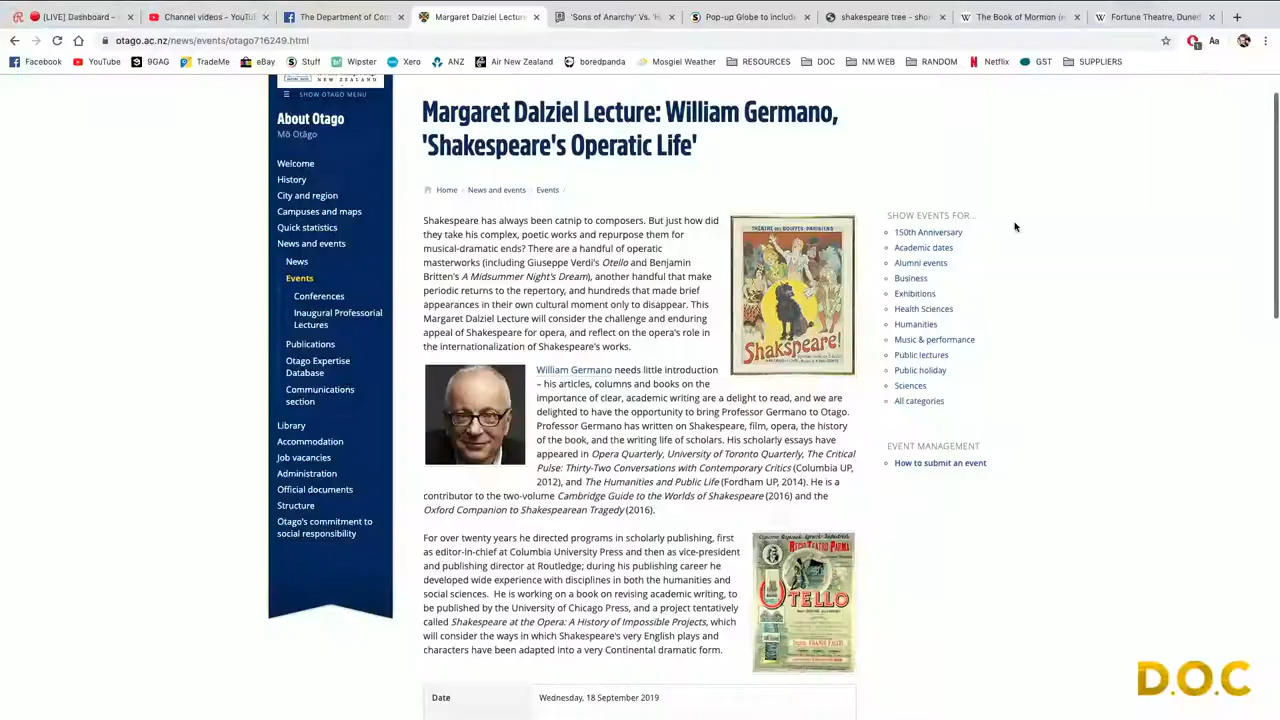 [LIVE] Dashboard -
Channel videos - YouTu
The Department of Com
Margaret Dalziel Lecture
'Sons of Anarchy' Vs. 'H
Pop-up Globe to include
shakespeare tree - shor
The Book of Mormon (m
Fortune Theatre, Dunedi
otago.ac.nz/news/events/otago716249.html
Facebook
YouTube
9GAG
TradeMe
eBay
Stuff
Wipster
Xero
ANZ
Air New Zealand
boredpanda
Mosgiel Weather
RESOURCES
DOC
NM WEB
RANDOM
Netflix
GST
SUPPLIERS
NEW ZEALAND
SHOW OTAGO MENU
About Otago
Mō Otāgo
Welcome
History
City and region
Campuses and maps
Quick statistics
News and events
News
Events
Conferences
Inaugural Professorial
Lectures
Publications
Otago Expertise
Database
Communications
section
Library
Accommodation
Job vacancies
Administration
Official documents
Structure
Otago's commitment to
social responsibility
Margaret Dalziel Lecture: William Germano,
'Shakespeare's Operatic Life'
Home / News and events / Events /
Shakespeare has always been catnip to composers. But just how did
they take his complex, poetic works and repurpose them for
musical-dramatic ends? There are a handful of operatic
masterworks (including Giuseppe Verdi's Otello and Benjamin
Britten's A Midsummer Night's Dream), another handful that make
periodic returns to the repertory, and hundreds that made brief
appearances in their own cultural moment only to disappear. This
Margaret Dalziel Lecture will consider the challenge and enduring
appeal of Shakespeare for opera, and reflect on the opera's role in
the internationalization of Shakespeare's works.
THEATRE des BOUFFES-PARISIENS
Shakspeare!
William Germano needs little introduction
– his articles, columns and books on the
importance of clear, academic writing are a delight to read, and we are
delighted to have the opportunity to bring Professor Germano to Otago.
Professor Germano has written on Shakespeare, film, opera, the history
of the book, and the writing life of scholars. His scholarly essays have
appeared in Opera Quarterly, University of Toronto Quarterly, The Critical
Pulse: Thirty-Two Conversations with Contemporary Critics (Columbia UP,
2012), and The Humanities and Public Life (Fordham UP, 2014). He is a
contributor to the two-volume Cambridge Guide to the Worlds of Shakespeare (2016) and the
Oxford Companion to Shakespearean Tragedy (2016).
For over twenty years he directed programs in scholarly publishing, first
as editor-in-chief at Columbia University Press and then as vice-president
and publishing director at Routledge; during his publishing career he
developed wide experience with disciplines in both the humanities and
social sciences. He is working on a book on revising academic writing, to
be published by the University of Chicago Press, and a project tentatively
called Shakespeare at the Opera: A History of Impossible Projects, which
will consider the ways in which Shakespeare's very English plays and
characters have been adapted into a very Continental dramatic form.
REGIO TEATRO PARMA
OTELLO
Date
Wednesday, 18 September 2019
SHOW EVENTS FOR...
150th Anniversary
Academic dates
Alumni events
Business
Exhibitions
Health Sciences
Humanities
Music & performance
Public lectures
Public holiday
Sciences
All categories
EVENT MANAGEMENT
How to submit an event
D.O.C